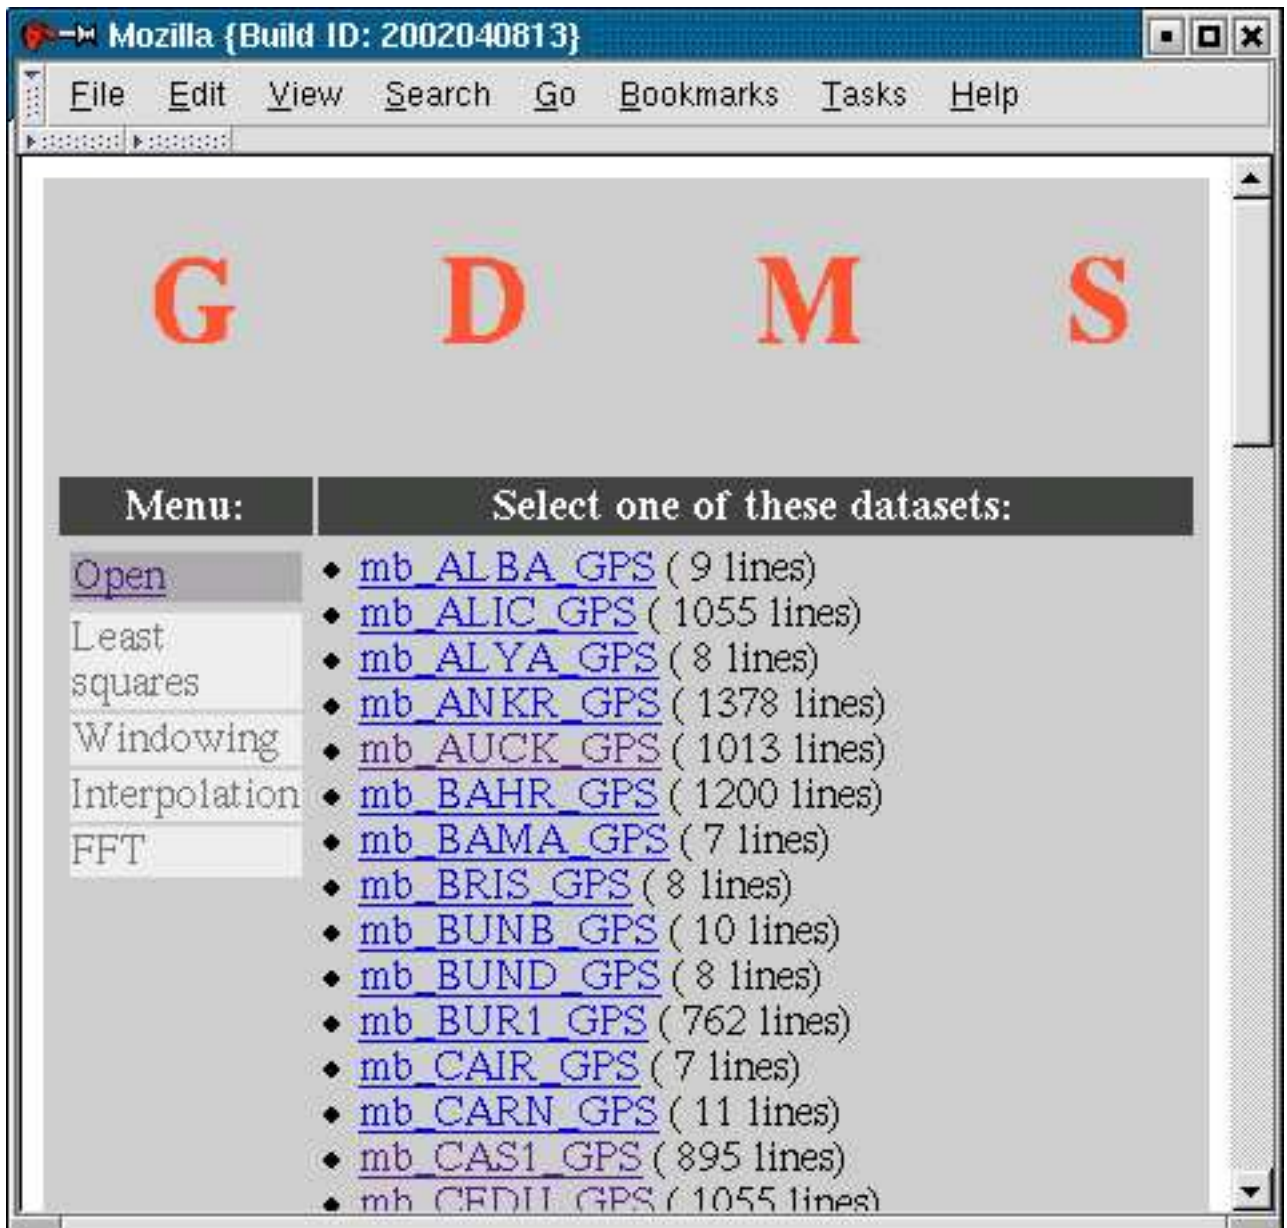 Mozilla {Build ID: 2002040813}
File Edit View Search Go Bookmarks Tasks Help
G D M S
Menu:
Select one of these datasets:
Open
Least
squares
Windowing
Interpolation
FFT
mb_ALBA_GPS ( 9 lines)
mb_ALIC_GPS ( 1055 lines)
mb_ALYA_GPS ( 8 lines)
mb_ANKR_GPS ( 1378 lines)
mb_AUCK_GPS ( 1013 lines)
mb_BAHR_GPS ( 1200 lines)
mb_BAMA_GPS ( 7 lines)
mb_BRIS_GPS ( 8 lines)
mb_BUNB_GPS ( 10 lines)
mb_BUND_GPS ( 8 lines)
mb_BUR1_GPS ( 762 lines)
mb_CAIR_GPS ( 7 lines)
mb_CARN_GPS ( 11 lines)
mb_CAS1_GPS ( 895 lines)
mb_CEDU_GPS ( 1055 lines)